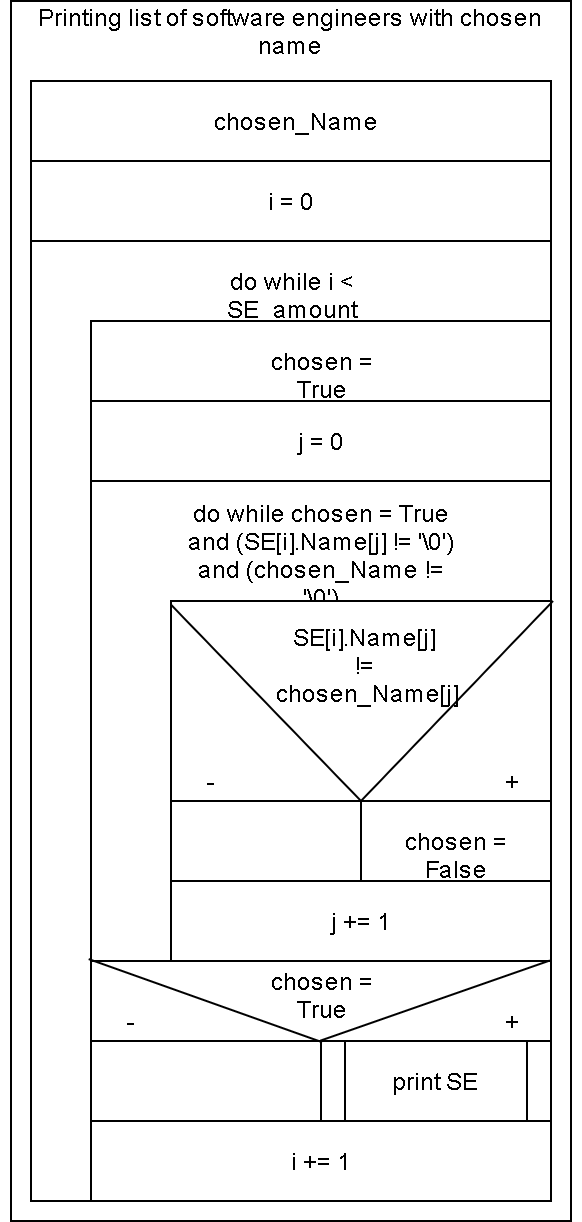 Printing list of software engineers with chosen
name
chosen_Name
i = 0
do while i <
SE_amount
chosen =
True
j = 0
do while chosen = True
and (SE[i].Name[j] != '\0')
and (chosen_Name !=
'\0')
SE[i].Name[j]
!=
chosen_Name[j]
- +
chosen =
False
j += 1
chosen =
True
- +
print SE
i += 1